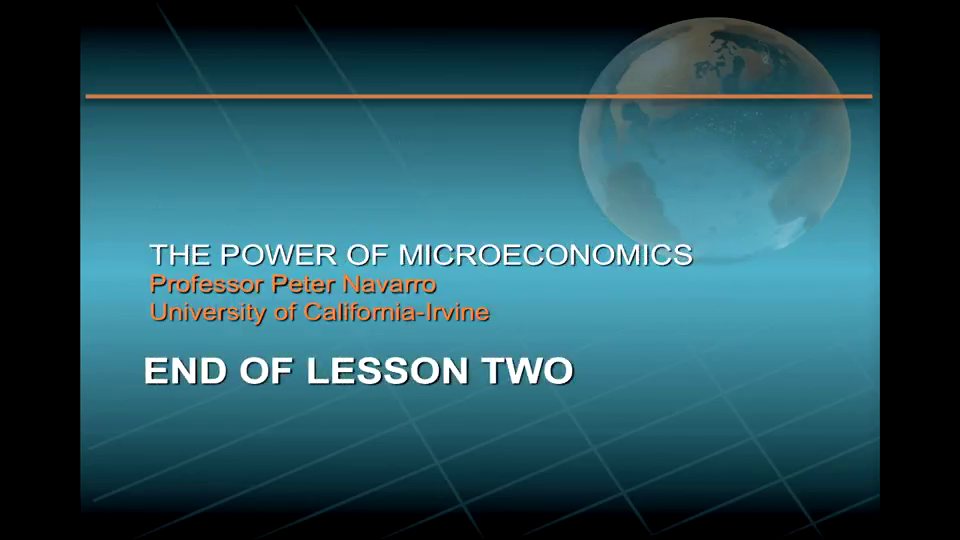 THE POWER OF MICROECONOMICS
Professor Peter Navarro
University of California-Irvine
END OF LESSON TWO